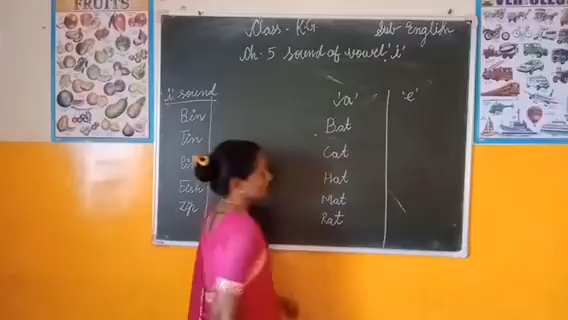 FRUITS
VEHICLES
Class - KG
Sub- English
Ch. 5 sound of vowel 'i'
'i' sound
Bin
Tin
Fish
Zip
'a'
Bat
Cat
Hat
Mat
Rat
'e'